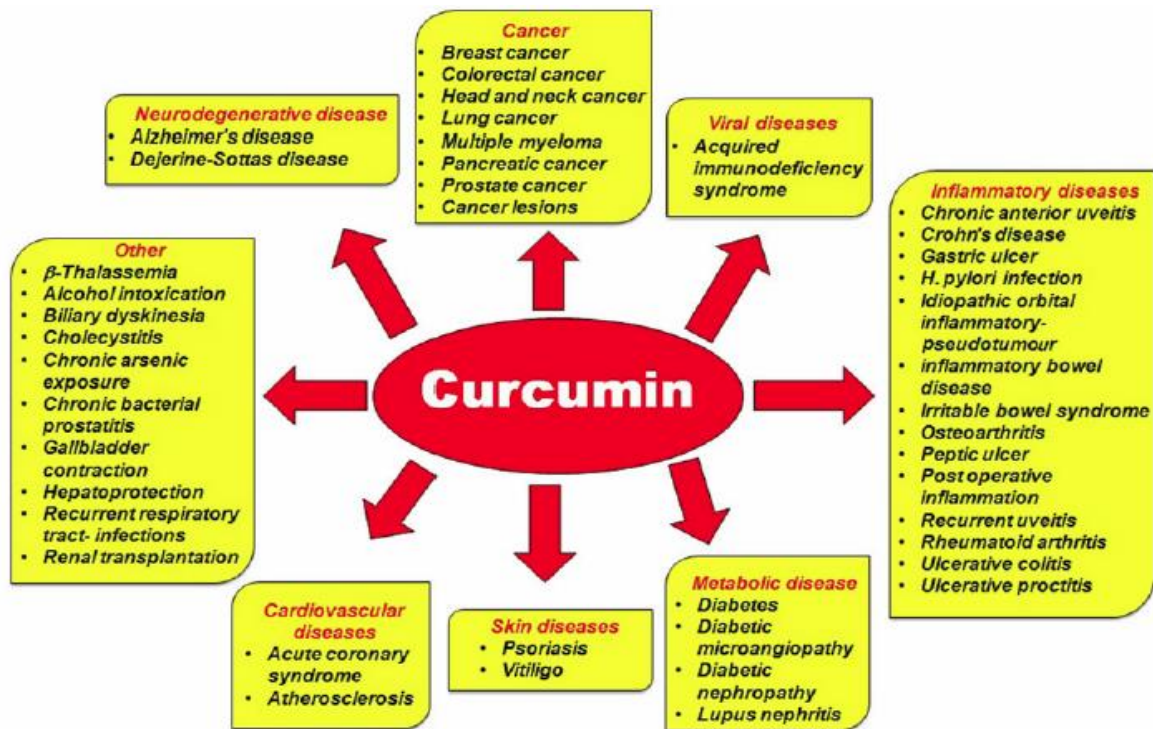 Cancer
• Breast cancer
• Colorectal cancer
• Head and neck cancer
• Lung cancer
• Multiple myeloma
• Pancreatic cancer
• Prostate cancer
• Cancer lesions
Neurodegenerative disease
• Alzheimer's disease
• Dejerine-Sottas disease
Viral diseases
• Acquired
immunodeficiency
syndrome
Inflammatory diseases
• Chronic anterior uveitis
• Crohn's disease
• Gastric ulcer
• H. pylori infection
• Idiopathic orbital
inflammatory-
pseudotumour
• inflammatory bowel
disease
• Irritable bowel syndrome
• Osteoarthritis
• Peptic ulcer
• Post operative
inflammation
• Recurrent uveitis
• Rheumatoid arthritis
• Ulcerative colitis
• Ulcerative proctitis
Other
• β-Thalassemia
• Alcohol intoxication
• Biliary dyskinesia
• Cholecystitis
• Chronic arsenic
exposure
• Chronic bacterial
prostatitis
• Gallbladder
contraction
• Hepatoprotection
• Recurrent respiratory
tract- infections
• Renal transplantation
Curcumin
Cardiovascular
diseases
• Acute coronary
syndrome
• Atherosclerosis
Skin diseases
• Psoriasis
• Vitiligo
Metabolic disease
• Diabetes
• Diabetic
microangiopathy
• Diabetic
nephropathy
• Lupus nephritis